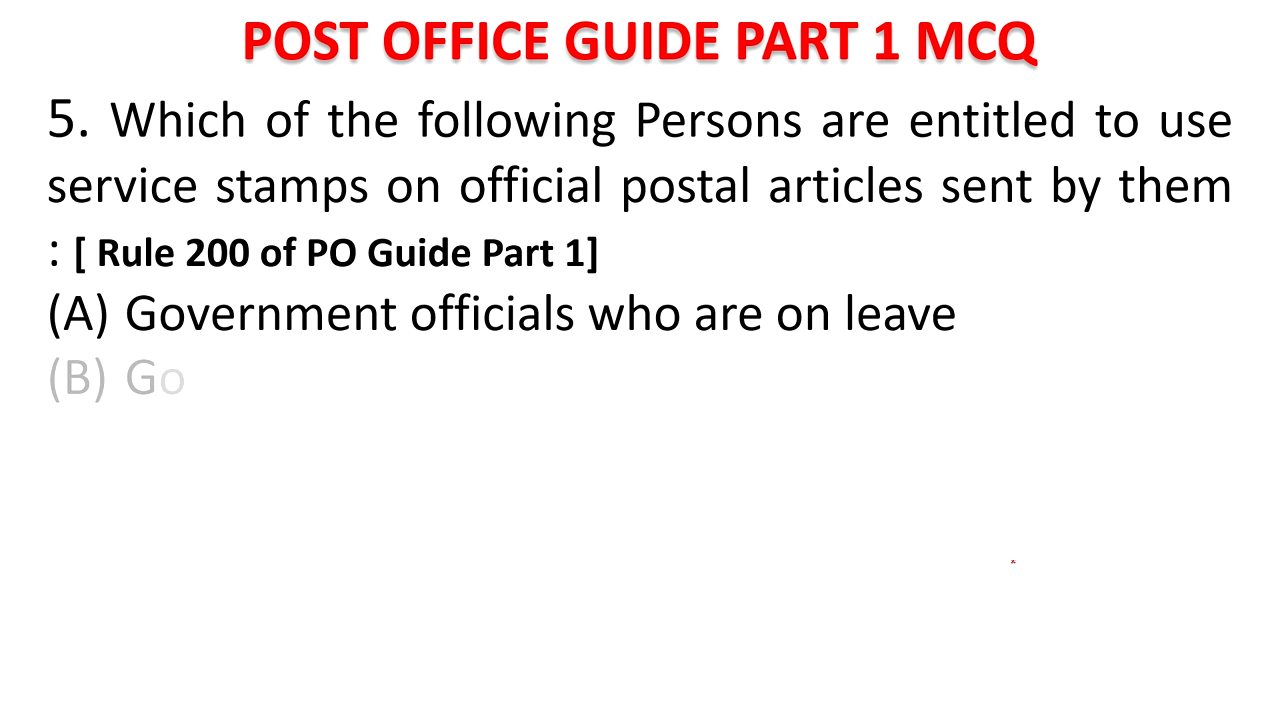 POST OFFICE GUIDE PART 1 MCQ
5. Which of the following Persons are entitled to use
service stamps on official postal articles sent by them
: [ Rule 200 of PO Guide Part 1]
(A) Government officials who are on leave
(B) Go